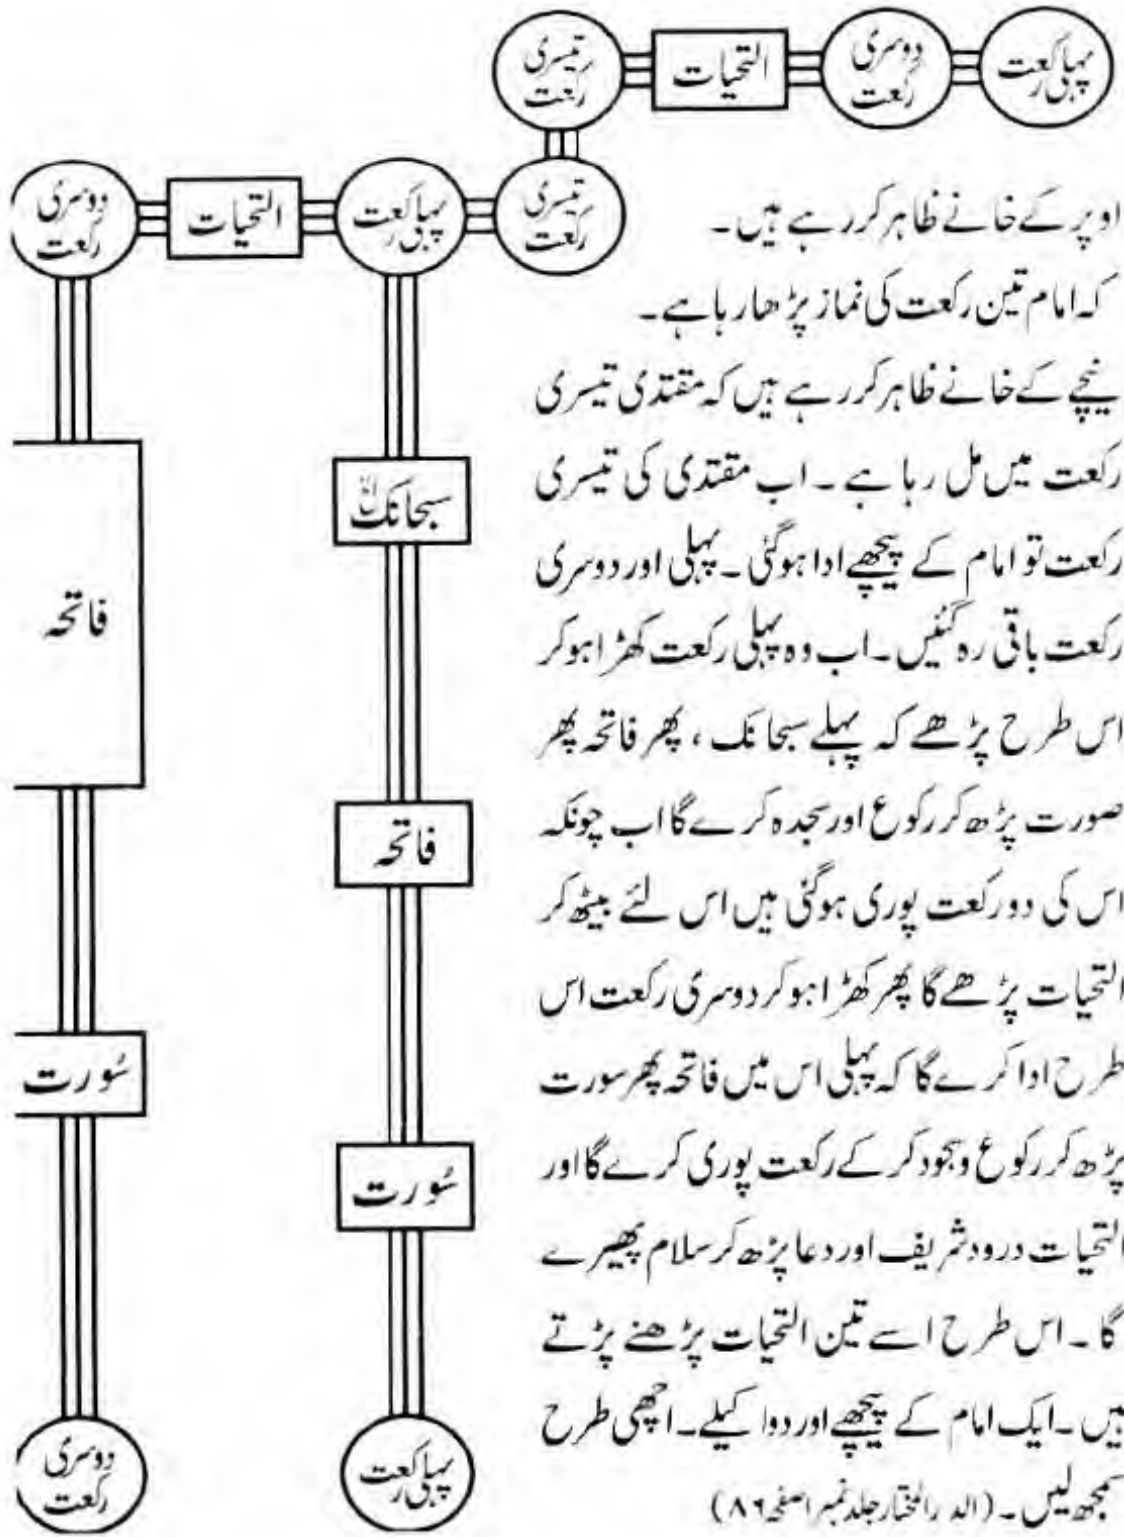 پہلی رکعت دوسری رکعت التحیات تیسری رکعت
تیسری رکعت پہلی رکعت التحیات دوسری رکعت
اوپر کے خانے ظاہر کر رہے ہیں۔
کہ امام تین رکعت کی نماز پڑھا رہا ہے۔
نیچے کے خانے ظاہر کر رہے ہیں کہ مقتدی تیسری
رکعت میں مل رہا ہے۔ اب مقتدی کی تیسری
رکعت تو امام کے پیچھے ادا ہوگئی۔ پہلی اور دوسری
رکعت باقی رہ گئیں۔ اب وہ پہلی رکعت کھڑا ہو کر
اس طرح پڑھے کہ پہلے سبحانک، پھر فاتحہ پھر
صورت پڑھ کر رکوع اور سجدہ کرے گا اب چونکہ
اس کی دو رکعت پوری ہوگئی ہیں اس لئے بیٹھ کر
التحیات پڑھے گا پھر کھڑا ہو کر دوسری رکعت اس
طرح ادا کرے گا کہ پہلی اس میں فاتحہ پھر سورت
پڑھ کر رکوع و سجود کر کے رکعت پوری کرے گا اور
التحیات درود شریف اور دعا پڑھ کر سلام پھیرے
گا۔ اس طرح اسے تین التحیات پڑھنے پڑتے
ہیں۔ ایک امام کے پیچھے اور دو اکیلے۔ اچھی طرح
سمجھ لیں۔ (الدرالمختار جلد نمبر ۱ صفحہ ۸۶)
سبحانک
فاتحہ
سُورت
پہلی رکعت
فاتحہ
سُورت
دوسری رکعت